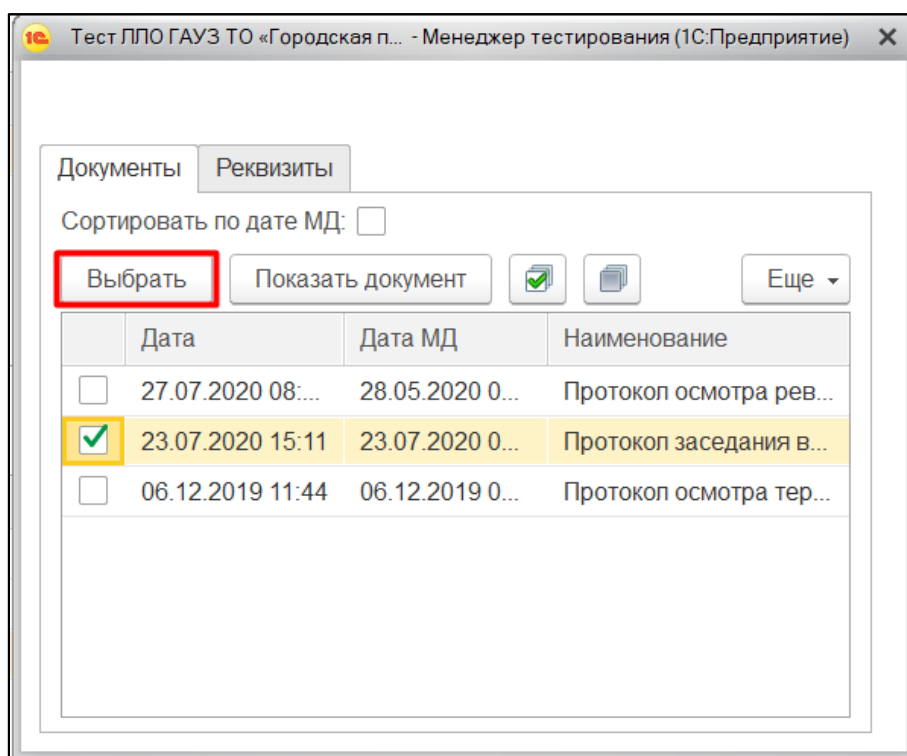 1С Тест ЛЛО ГАУЗ ТО «Городская п... - Менеджер тестирования (1С:Предприятие)
Документы Реквизиты
Сортировать по дате МД:
Выбрать Показать документ Еще
Дата Дата МД Наименование
27.07.2020 08:... 28.05.2020 0... Протокол осмотра рев...
23.07.2020 15:11 23.07.2020 0... Протокол заседания в...
06.12.2019 11:44 06.12.2019 0... Протокол осмотра тер...